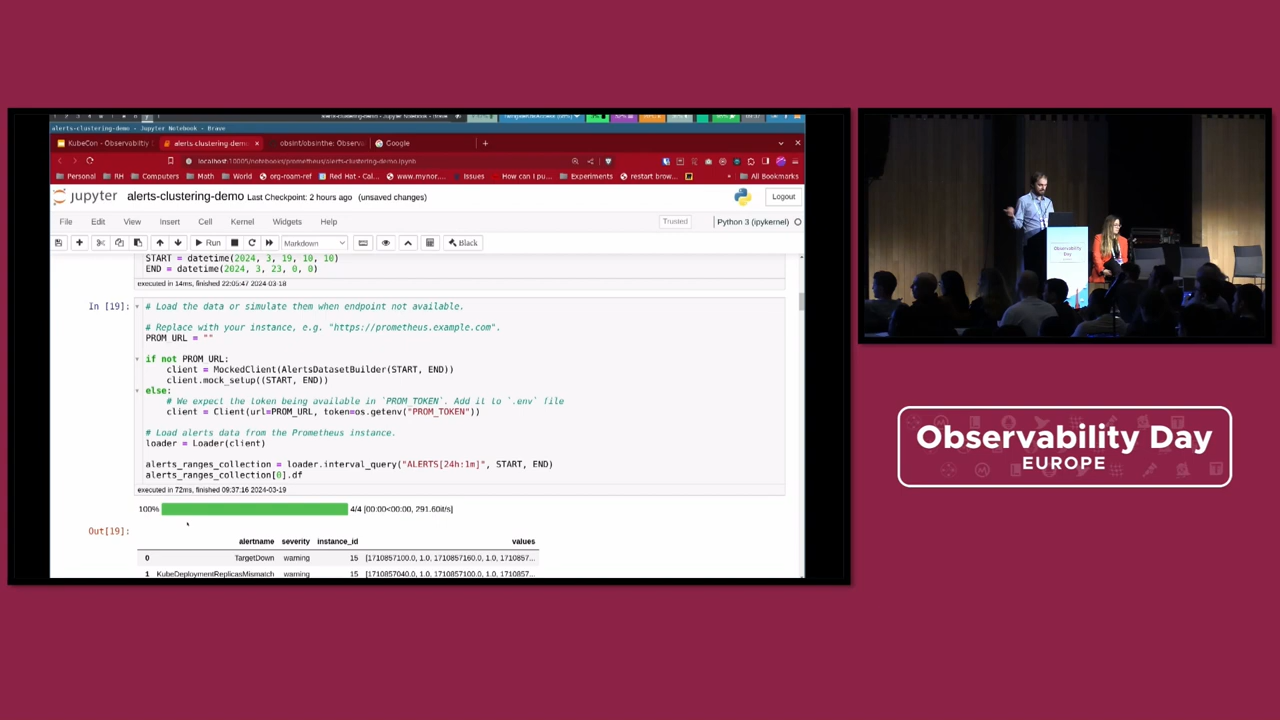 alerts-clustering-demo - Jupyter Notebook - Brave
KubeCon - Observability
alerts-clustering-demo
obsint/obsinthe: Observa
Google
localhost:10005/notebooks/prometheus/alerts-clustering-demo.ipynb
Personal RH Computers Math World org-roam-ref Red Hat - Cal... www.mynor... Issues How can I pu... Experiments restart brow... All Bookmarks
jupyter alerts-clustering-demo Last Checkpoint: 2 hours ago (unsaved changes) Logout
File Edit View Insert Cell Kernel Widgets Help Trusted Python 3 (ipykernel)
Run Markdown Black
START = datetime(2024, 3, 19, 10, 10)
END = datetime(2024, 3, 23, 0, 0)
executed in 14ms, finished 22:05:47 2024-03-18
In [19]:
# Load the data or simulate them when endpoint not available.
# Replace with your instance, e.g. "https://prometheus.example.com".
PROM_URL = ""
if not PROM_URL:
client = MockedClient(AlertsDatasetBuilder(START, END))
client.mock_setup((START, END))
else:
# We expect the token being available in `PROM_TOKEN`. Add it to `.env` file
client = Client(url=PROM_URL, token=os.getenv("PROM_TOKEN"))
# Load alerts data from the Prometheus instance.
loader = Loader(client)
alerts_ranges_collection = loader.interval_query("ALERTS[24h:1m]", START, END)
alerts_ranges_collection[0].df
executed in 72ms, finished 09:37:16 2024-03-19
100% 4/4 [00:00<00:00, 291.60it/s]
Out[19]:
alertname severity instance_id values
0 TargetDown warning 15 [1710857100.0, 1.0, 1710857160.0, 1.0, 1710857...
1 KubeDeploymentReplicasMismatch warning 15 [1710857040.0, 1.0, 1710857100.0, 1.0, 1710857...
Observability
Day
Observability Day
EUROPE